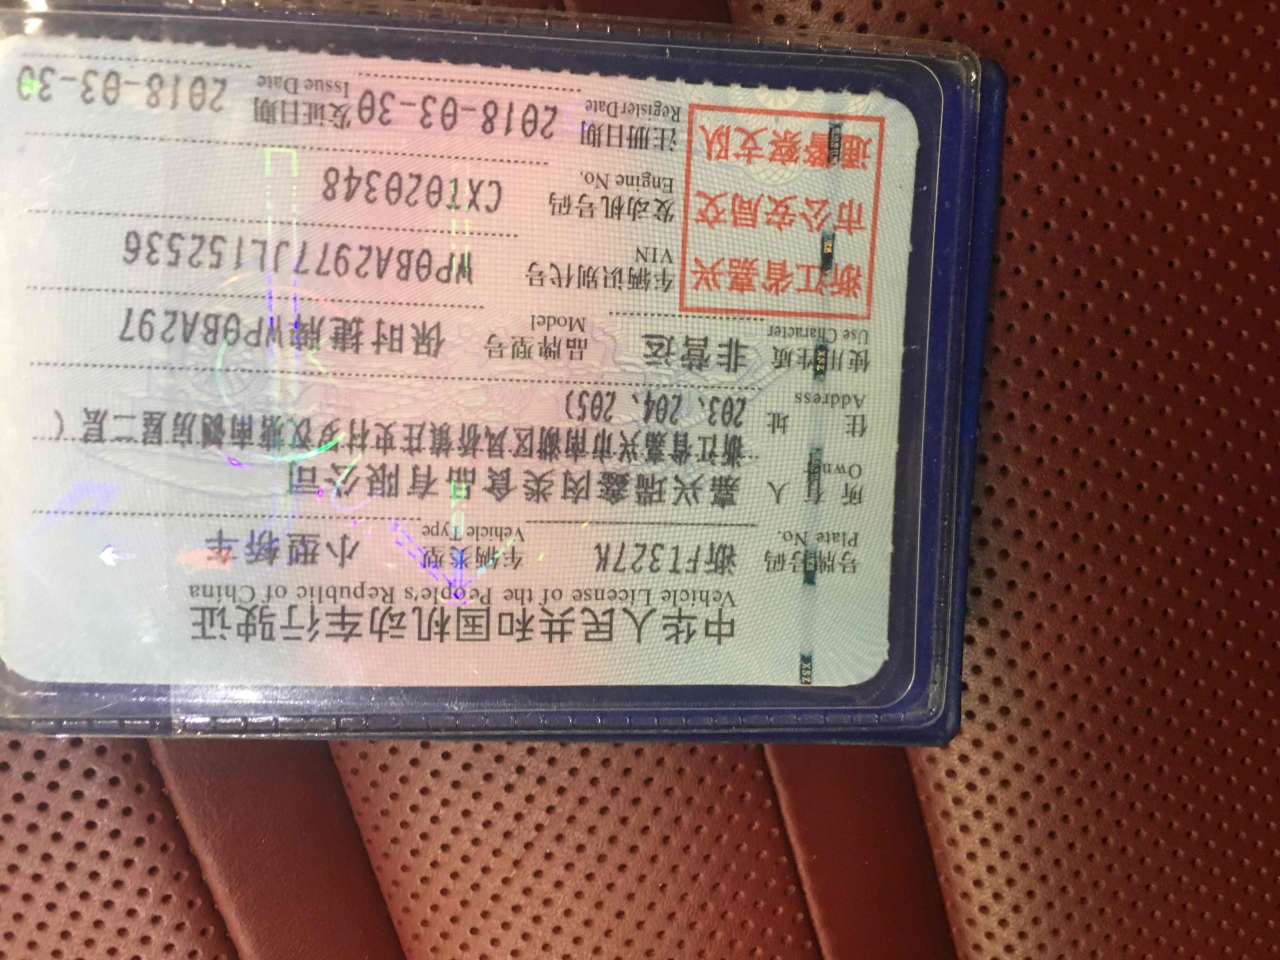 中华人民共和国机动车行驶证
Vehicle License of the People's Republic of China
号牌号码 浙FT327K 车辆类型 小型轿车
Plate No. Vehicle Type
所有人 嘉兴瑞鑫肉类食品有限公司
Owner
住址 浙江省嘉兴市南湖区凤桥镇庄史村罗汉塘南侧房屋二层(
Address 203、204、205)
使用性质 非营运 品牌型号 保时捷牌WP0BA297
Use Character Model
浙江省嘉兴
市公安局交
通警察支队
车辆识别代号 WP0BA2977JL152536
VIN
发动机号码 CXT020348
Engine No.
注册日期 2018-03-30 发证日期 2018-03-30
Register Date Issue Date